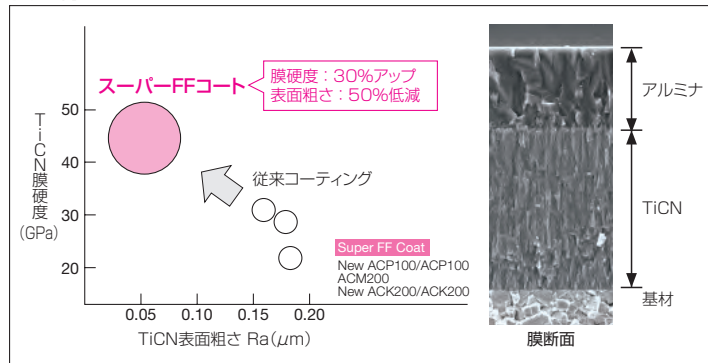 スーパーFFコート
膜硬度：30%アップ
表面粗さ：50%低減
TiCN膜硬度
(GPa)
50
40
30
20
従来コーティング
Super FF Coat
New ACP100/ACP100
ACM200
New ACK200/ACK200
0.05 0.10 0.15 0.20
TiCN表面粗さ Ra(μm)
アルミナ
TiCN
基材
膜断面